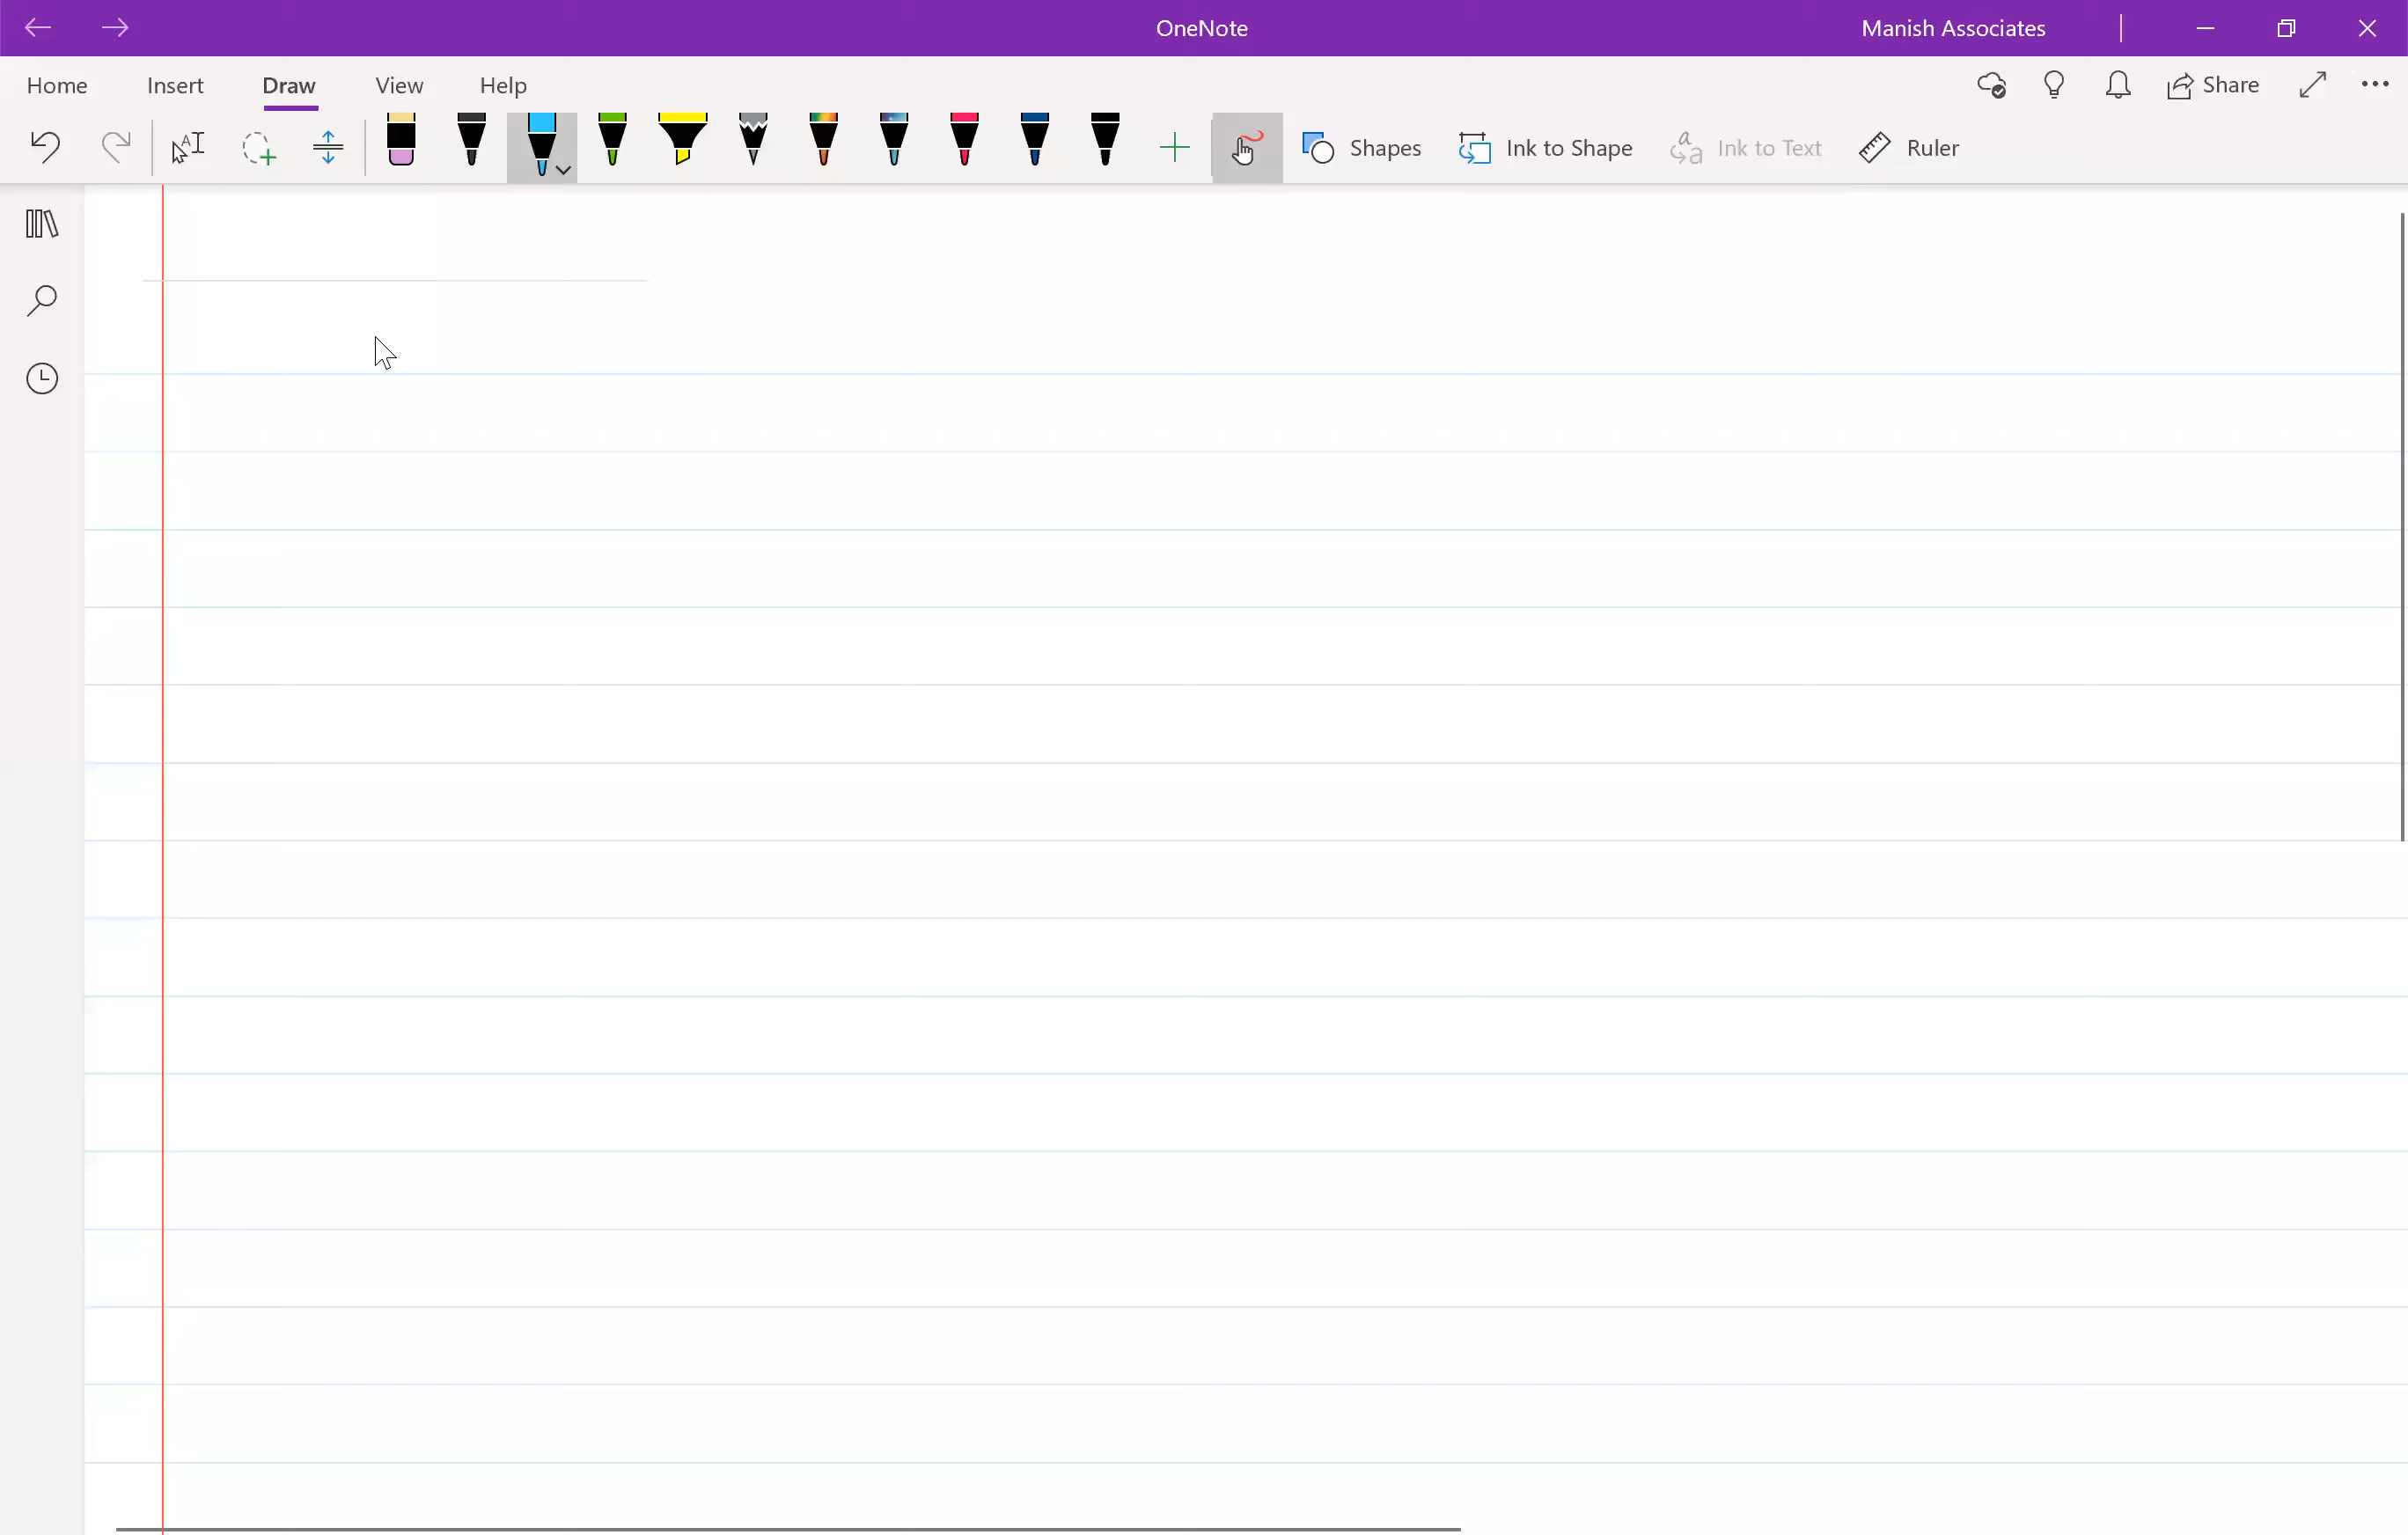 OneNote
Manish Associates
Home Insert Draw View Help Share
Shapes Ink to Shape Ink to Text Ruler